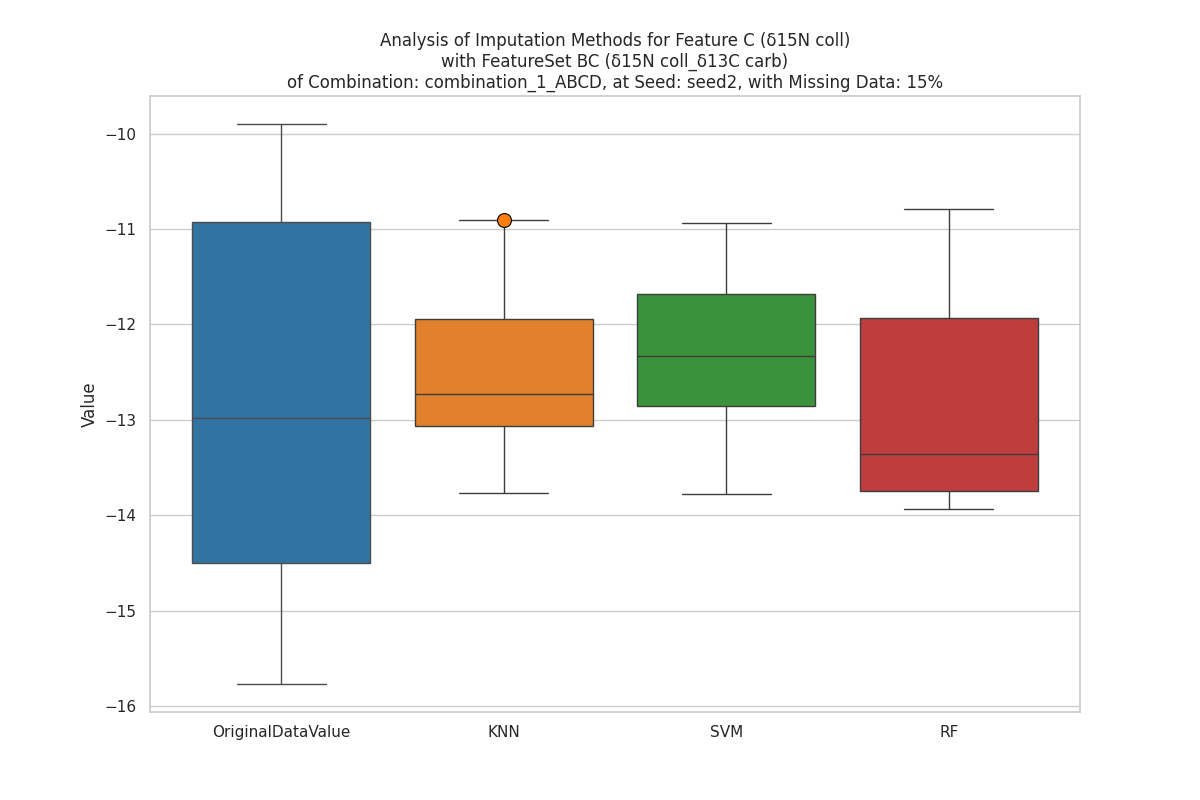 Analysis of Imputation Methods for Feature C (δ15N coll)
with FeatureSet BC (δ15N coll_δ13C carb)
of Combination: combination_1_ABCD, at Seed: seed2, with Missing Data: 15%
Value
−10
−11
−12
−13
−14
−15
−16
OriginalDataValue
KNN
SVM
RF